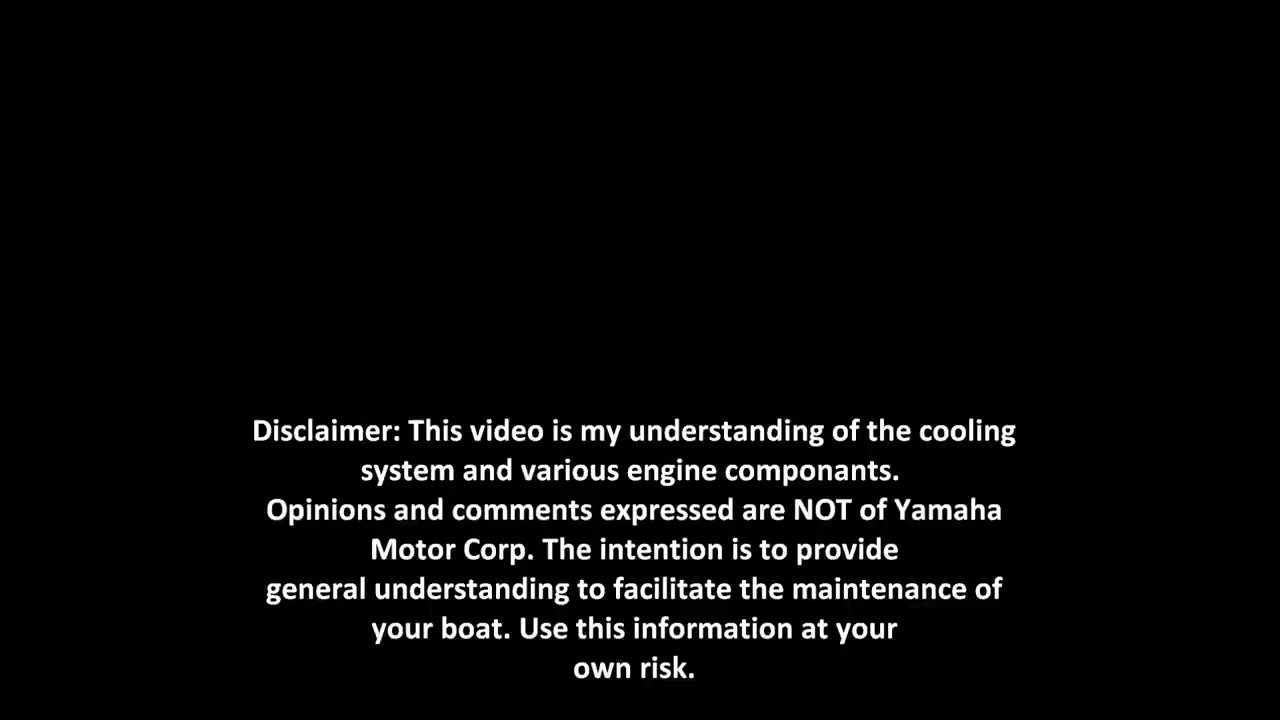 Disclaimer: This video is my understanding of the cooling
system and various engine componants.
Opinions and comments expressed are NOT of Yamaha
Motor Corp. The intention is to provide
general understanding to facilitate the maintenance of
your boat. Use this information at your
own risk.